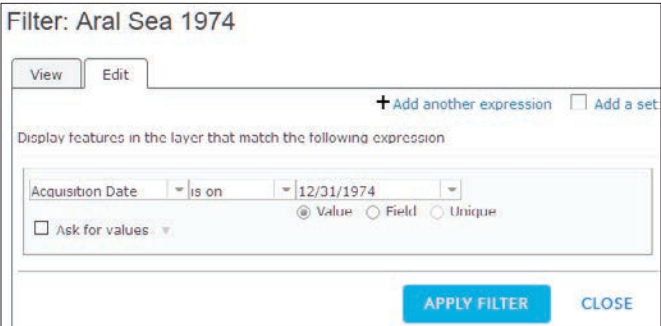 Filter: Aral Sea 1974
View Edit
+ Add another expression Add a set
Display features in the layer that match the following expression
Acquisition Date is on 12/31/1974
Value Field Unique
Ask for values
APPLY FILTER CLOSE